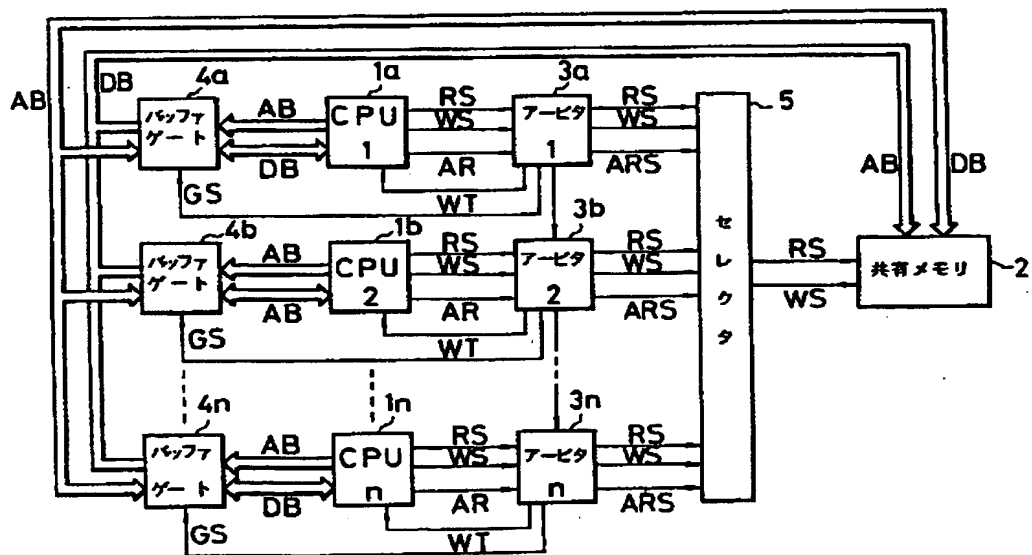 DB
4a
1a
3a
5
AB
バッファ
ゲート
AB
DB
CPU
1
RS
WS
AR
アービタ
1
RS
WS
ARS
AB
DB
GS
WT
4b
1b
3b
バッファ
ゲート
AB
AB
CPU
2
RS
WS
AR
アービタ
2
RS
WS
ARS
セレクタ
RS
WS
共有メモリ
2
GS
WT
4n
1n
3n
バッファ
ゲート
AB
DB
CPU
n
RS
WS
AR
アービタ
n
RS
WS
ARS
GS
WT